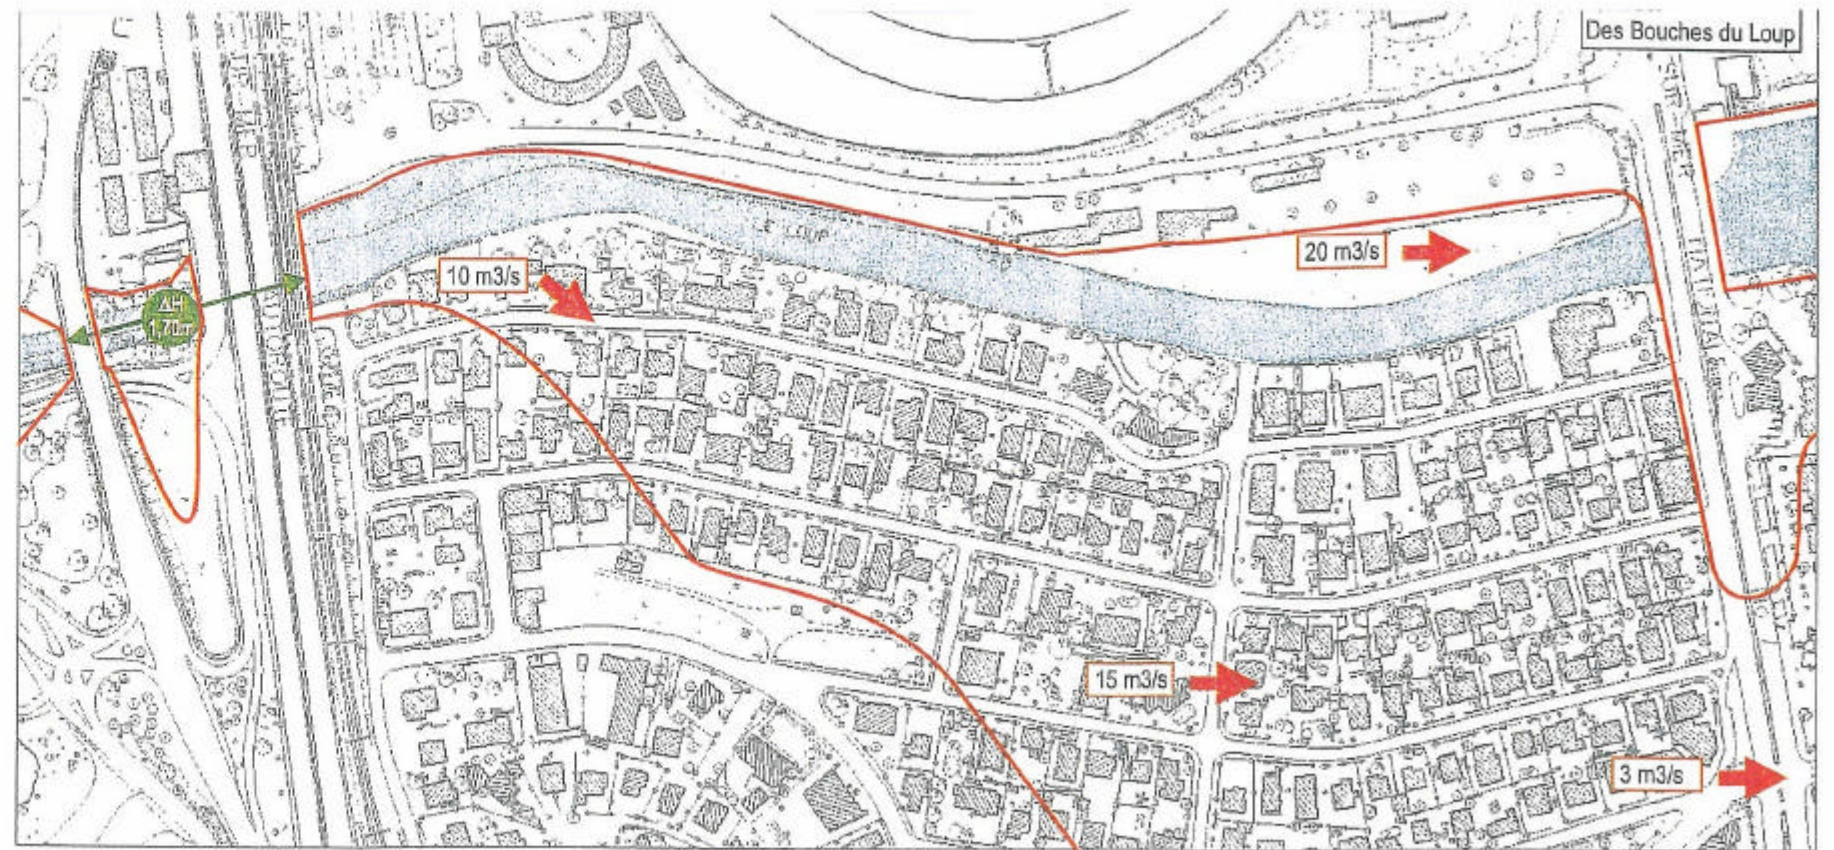 Des Bouches du Loup
LE LOUP
20 m3/s
10 m3/s
ΔH
1.70m
15 m3/s
3 m3/s